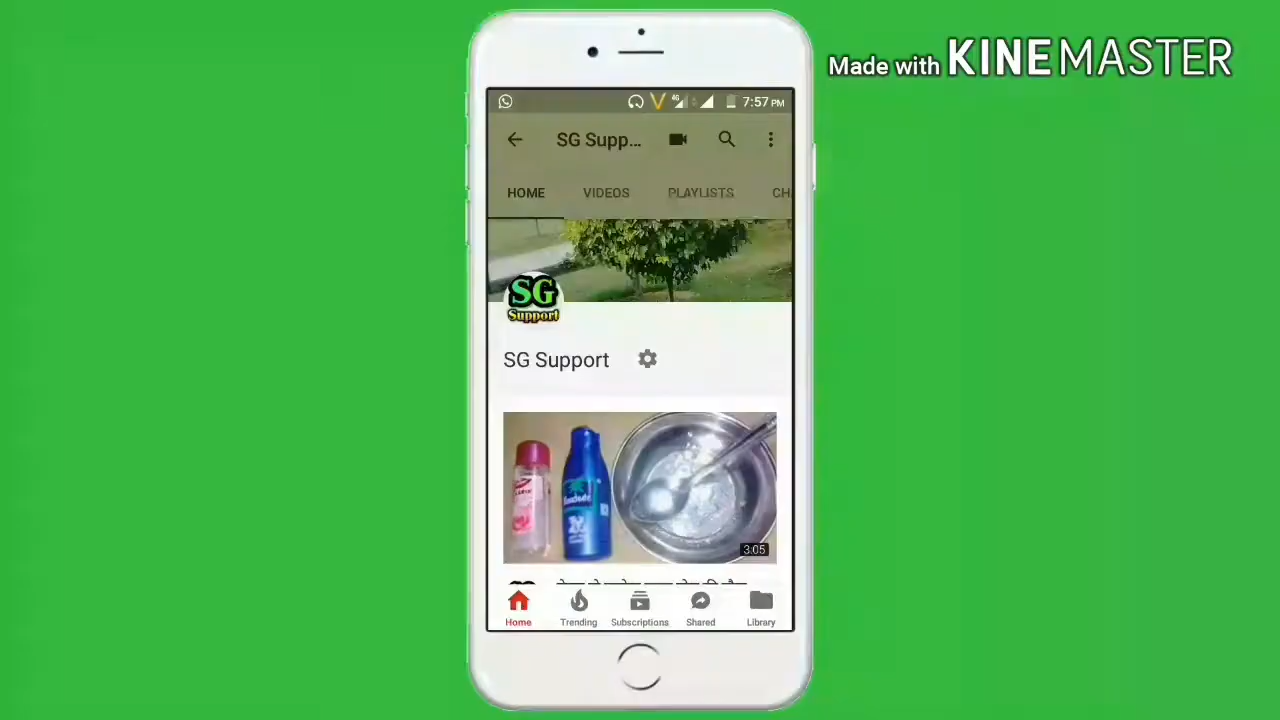 Made with KINEMASTER
4G 7:57 PM
SG Supp...
HOME VIDEOS PLAYLISTS CH
SG
Support
SG Support
3:05
Home Trending Subscriptions Shared Library